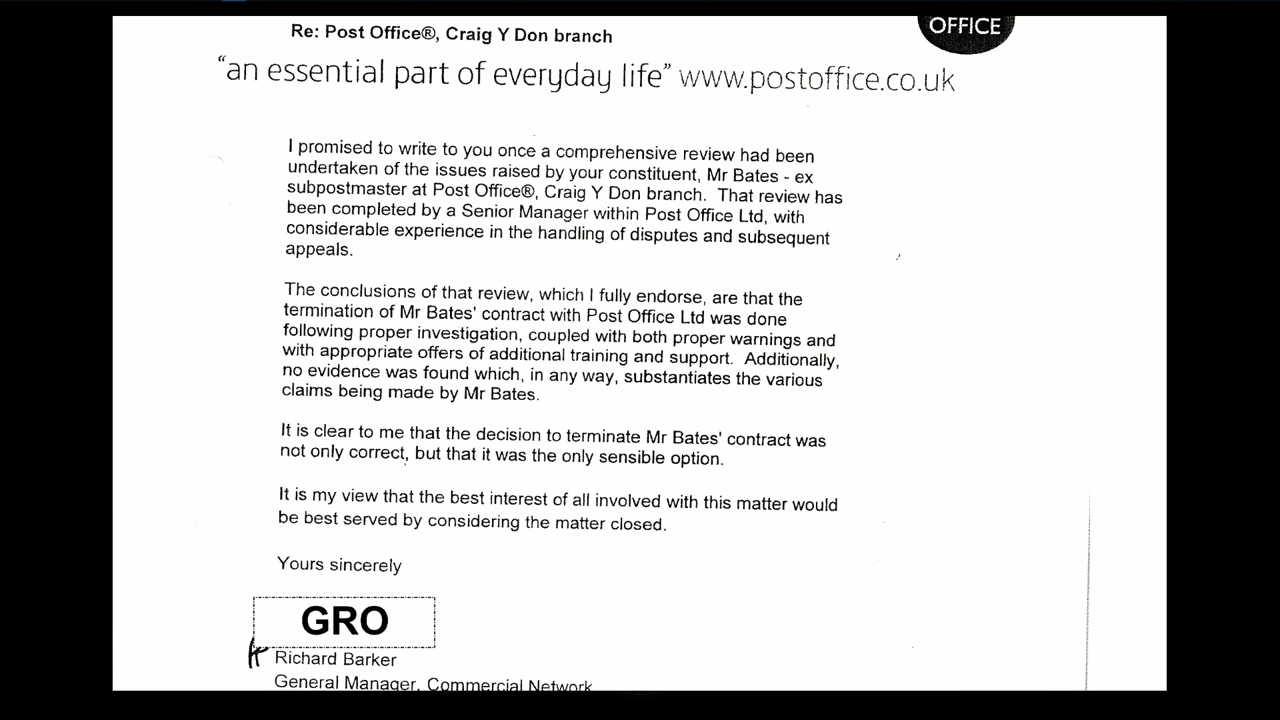 Re: Post Office®, Craig Y Don branch
OFFICE
“an essential part of everyday life” www.postoffice.co.uk
I promised to write to you once a comprehensive review had been
undertaken of the issues raised by your constituent, Mr Bates - ex
subpostmaster at Post Office®, Craig Y Don branch. That review has
been completed by a Senior Manager within Post Office Ltd, with
considerable experience in the handling of disputes and subsequent
appeals.
The conclusions of that review, which I fully endorse, are that the
termination of Mr Bates' contract with Post Office Ltd was done
following proper investigation, coupled with both proper warnings and
with appropriate offers of additional training and support. Additionally,
no evidence was found which, in any way, substantiates the various
claims being made by Mr Bates.
It is clear to me that the decision to terminate Mr Bates' contract was
not only correct, but that it was the only sensible option.
It is my view that the best interest of all involved with this matter would
be best served by considering the matter closed.
Yours sincerely
GRO
Richard Barker
General Manager, Commercial Network